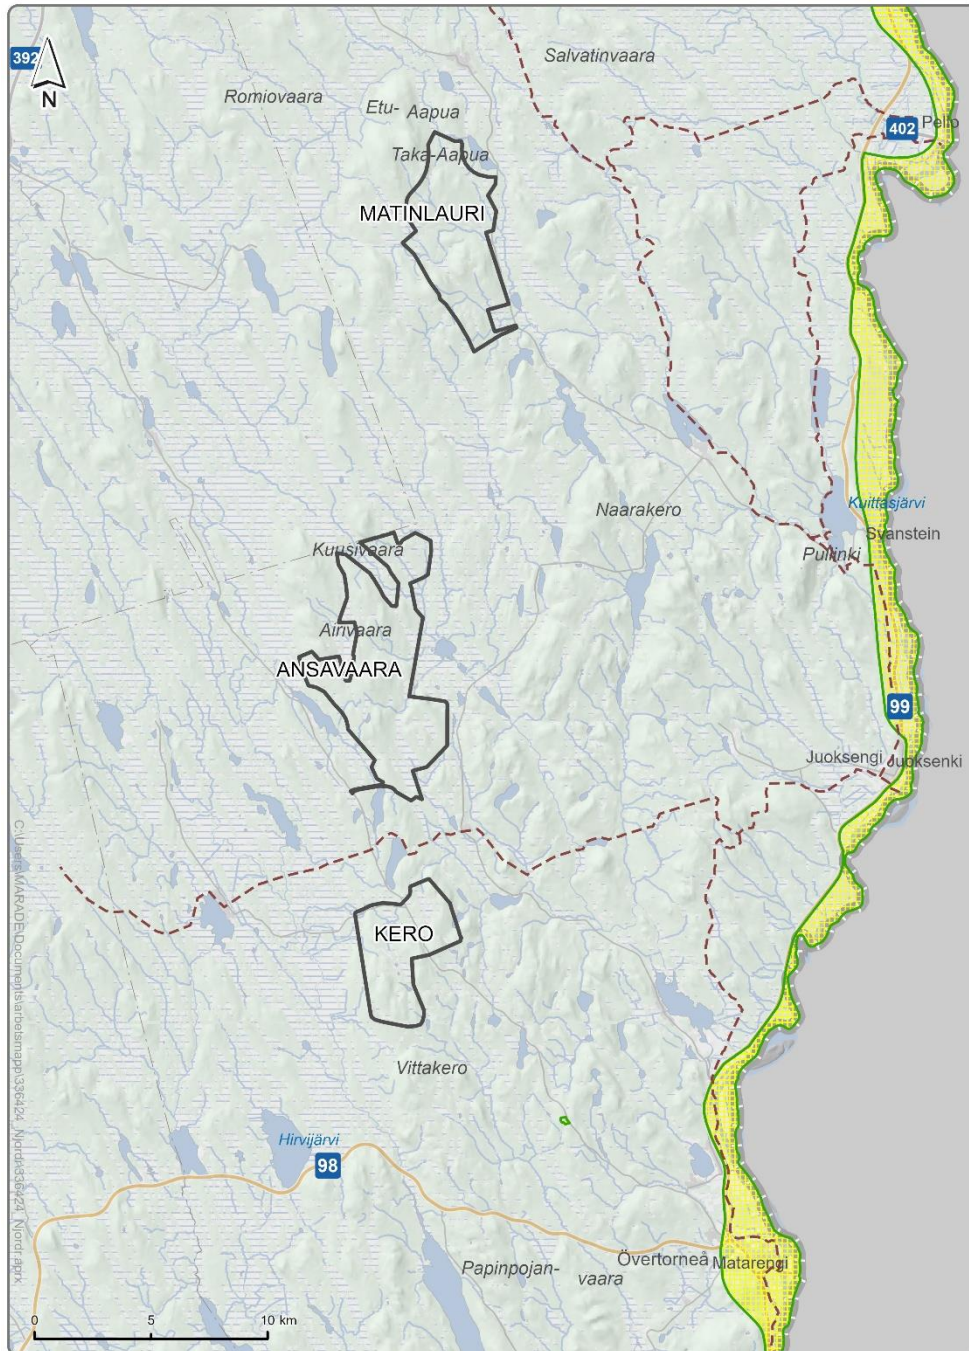 392
N
Salvatinvaara
Romiovaara
Etu- Aapua
Taka-Aapua
402
Pello
MATINLAURI
Naarakero
Kuittasjärvi
Svanstein
Pullinki
Kuusivaara
Airivaara
ANSAVAARA
99
Juoksengi
Juoksenki
KERO
Vittakero
Hirvijärvi
98
Övertorneå
Matarengi
Papinpojan-
vaara
0 5 10 km